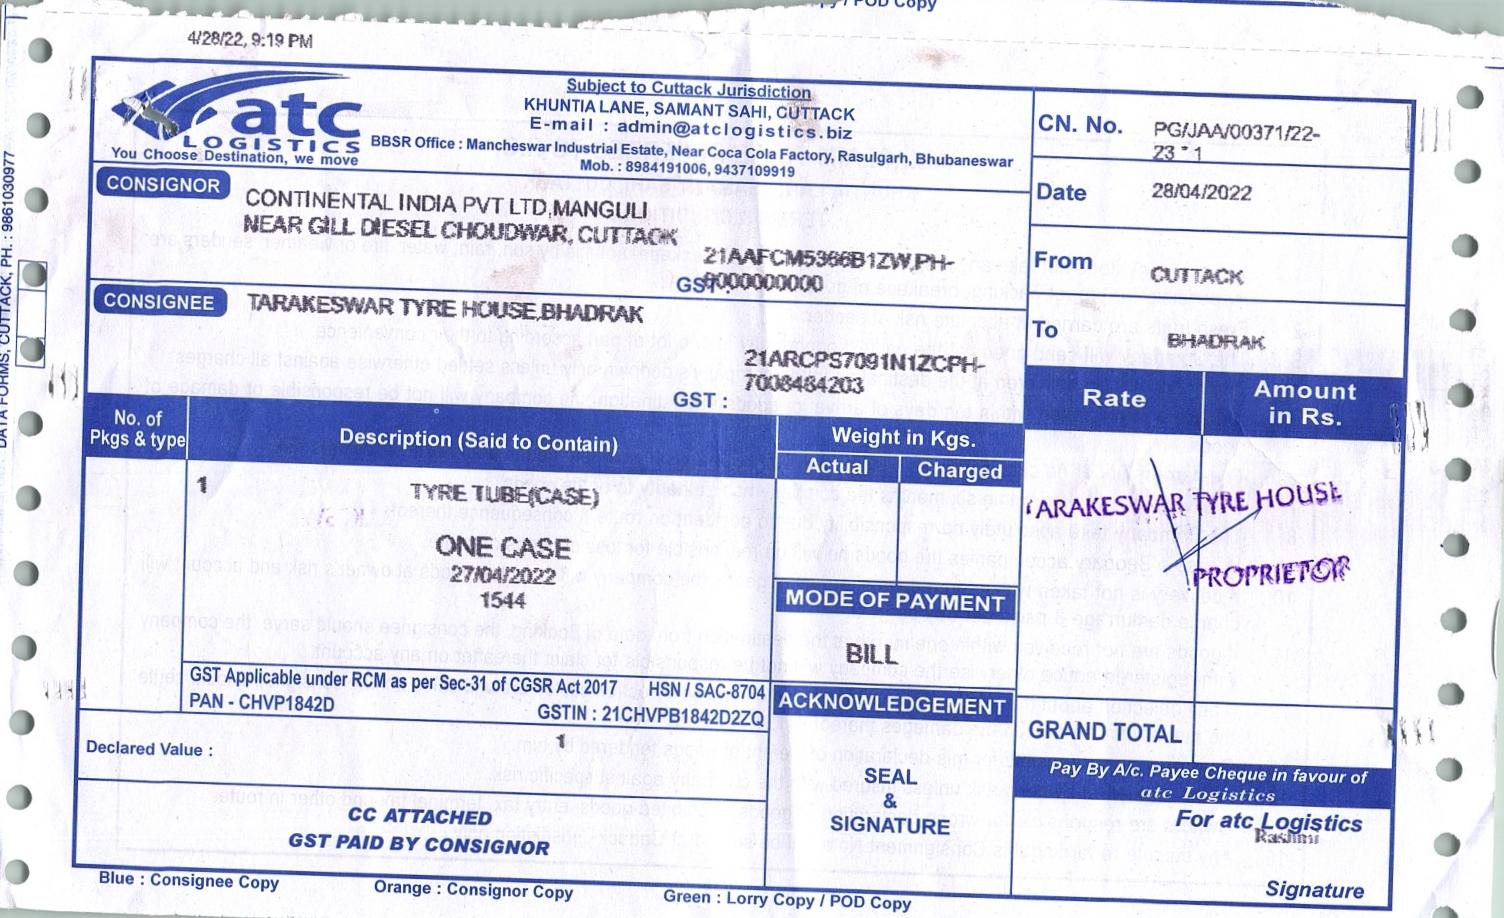 y / POD Copy
4/28/22, 9:19 PM
atc
LOGISTICS
You Choose Destination, we move
Subject to Cuttack Jurisdiction
KHUNTIA LANE, SAMANT SAHI, CUTTACK
E-mail : admin@atclogistics.biz
BBSR Office : Mancheswar Industrial Estate, Near Coca Cola Factory, Rasulgarh, Bhubaneswar
Mob. : 8984191006, 9437109919
CN. No. PG/JAA/00371/22-
23 - 1
Date 28/04/2022
From CUTTACK
To BHADRAK
CONSIGNOR CONTINENTAL INDIA PVT LTD,MANGULI
NEAR GILL DIESEL CHOUDWAR, CUTTACK
21AAFCM5366B1ZW,PH-
GST : 9000000000
CONSIGNEE TARAKESWAR TYRE HOUSE,BHADRAK
21ARCPS7091N1ZCPH-
7008484203
GST :
No. of
Pkgs & type
Description (Said to Contain)
Weight in Kgs.
Actual Charged
Rate
Amount
in Rs.
1 TYRE TUBE(CASE)
ONE CASE
27/04/2022
1544
ARAKESWAR TYRE HOUSE
PROPRIETOR
MODE OF PAYMENT
BILL
GST Applicable under RCM as per Sec-31 of CGSR Act 2017 HSN / SAC-8704
PAN - CHVP1842D GSTIN : 21CHVPB1842D2ZQ
ACKNOWLEDGEMENT
GRAND TOTAL
Declared Value : 1
SEAL
&
SIGNATURE
Pay By A/c. Payee Cheque in favour of
atc Logistics
CC ATTACHED
GST PAID BY CONSIGNOR
For atc Logistics
Rashmi
Signature
Blue : Consignee Copy Orange : Consignor Copy Green : Lorry Copy / POD Copy
DATA FORMS, CUTTACK, PH. : 9861030977